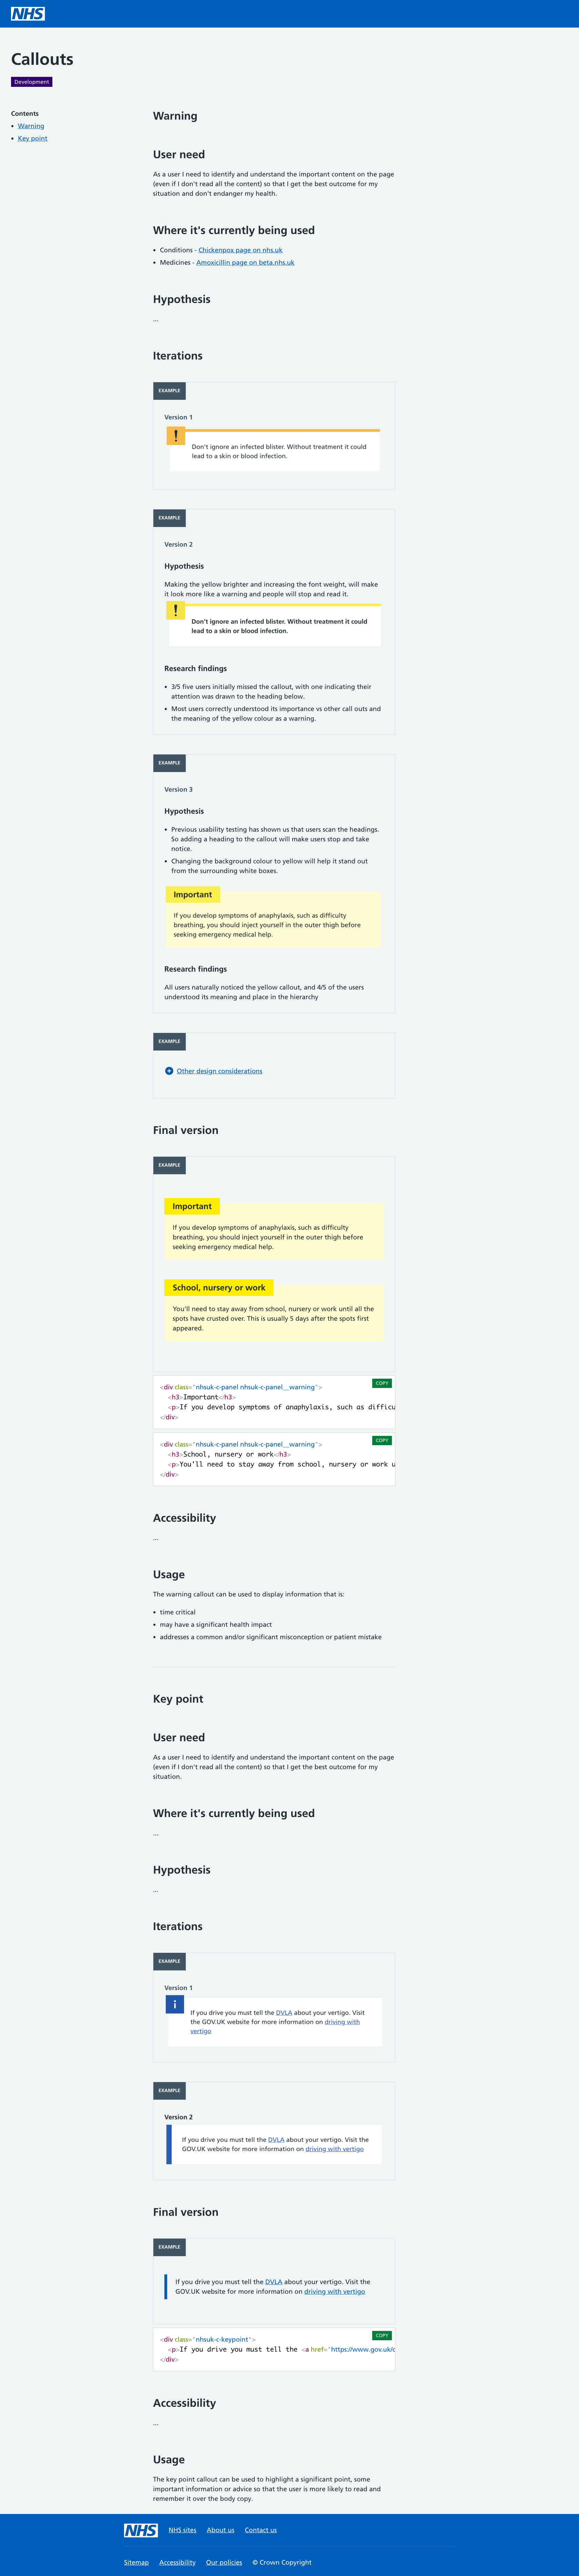 NHS
Callouts
Development
Contents
Warning
Key point
Warning
User need
As a user I need to identify and understand the important content on the page
(even if I don't read all the content) so that I get the best outcome for my
situation and don't endanger my health.
Where it's currently being used
Conditions - Chickenpox page on nhs.uk
Medicines - Amoxicillin page on beta.nhs.uk
Hypothesis
...
Iterations
EXAMPLE
Version 1
!
Don't ignore an infected blister. Without treatment it could
lead to a skin or blood infection.
EXAMPLE
Version 2
Hypothesis
Making the yellow brighter and increasing the font weight, will make
it look more like a warning and people will stop and read it.
!
Don't ignore an infected blister. Without treatment it could
lead to a skin or blood infection.
Research findings
3/5 five users initially missed the callout, with one indicating their
attention was drawn to the heading below.
Most users correctly understood its importance vs other call outs and
the meaning of the yellow colour as a warning.
EXAMPLE
Version 3
Hypothesis
Previous usability testing has shown us that users scan the headings.
So adding a heading to the callout will make users stop and take
notice.
Changing the background colour to yellow will help it stand out
from the surrounding white boxes.
Important
If you develop symptoms of anaphylaxis, such as difficulty
breathing, you should inject yourself in the outer thigh before
seeking emergency medical help.
Research findings
All users naturally noticed the yellow callout, and 4/5 of the users
understood its meaning and place in the hierarchy
EXAMPLE
Other design considerations
Final version
EXAMPLE
Important
If you develop symptoms of anaphylaxis, such as difficulty
breathing, you should inject yourself in the outer thigh before
seeking emergency medical help.
School, nursery or work
You'll need to stay away from school, nursery or work until all the
spots have crusted over. This is usually 5 days after the spots first
appeared.
COPY
<div class="nhsuk-c-panel nhsuk-c-panel__warning">
<h3>Important</h3>
<p>If you develop symptoms of anaphylaxis, such as difficu
</div>
COPY
<div class="nhsuk-c-panel nhsuk-c-panel__warning">
<h3>School, nursery or work</h3>
<p>You'll need to stay away from school, nursery or work u
</div>
Accessibility
...
Usage
The warning callout can be used to display information that is:
time critical
may have a significant health impact
addresses a common and/or significant misconception or patient mistake
Key point
User need
As a user I need to identify and understand the important content on the page
(even if I don't read all the content) so that I get the best outcome for my
situation.
Where it's currently being used
...
Hypothesis
...
Iterations
EXAMPLE
Version 1
i
If you drive you must tell the DVLA about your vertigo. Visit
the GOV.UK website for more information on driving with
vertigo
EXAMPLE
Version 2
If you drive you must tell the DVLA about your vertigo. Visit the
GOV.UK website for more information on driving with vertigo
Final version
EXAMPLE
If you drive you must tell the DVLA about your vertigo. Visit the
GOV.UK website for more information on driving with vertigo
COPY
<div class="nhsuk-c-keypoint">
<p>If you drive you must tell the <a href="https://www.gov.uk/c
</div>
Accessibility
...
Usage
The key point callout can be used to highlight a significant point, some
important information or advice so that the user is more likely to read and
remember it over the body copy.
NHS NHS sites About us Contact us
Sitemap Accessibility Our policies © Crown Copyright